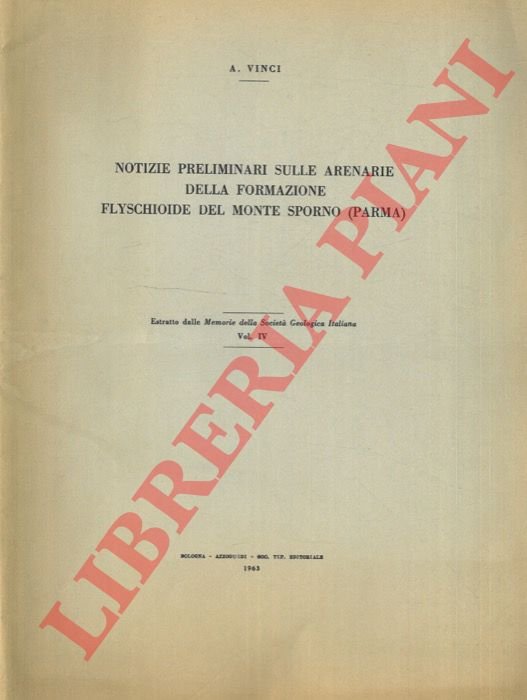 A. VINCI
NOTIZIE PRELIMINARI SULLE ARENARIE
DELLA FORMAZIONE
FLYSCHIOIDE DEL MONTE SPORNO (PARMA)
Estratto dalle Memorie della Società Geologica Italiana
Vol. IV
BOLOGNA - AZZOGUIDI - SOC. TIP. EDITORIALE
1963
LIBRERIA PIANI